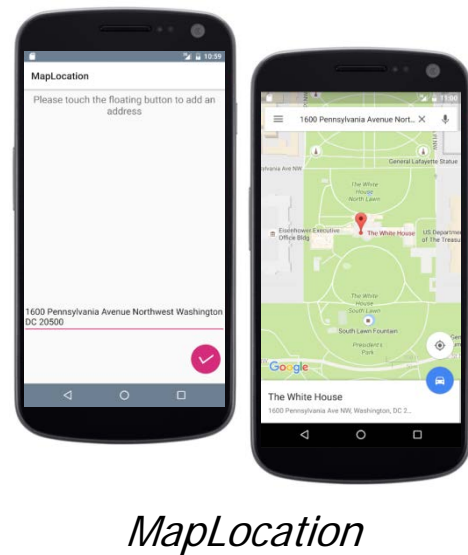 10:59
MapLocation
Please touch the floating button to add an
address
1600 Pennsylvania Avenue Northwest Washington
DC 20500
11:00
1600 Pennsylvania Avenue Nort...
General Lafayette Statue
The White
House
North Lawn
Eisenhower Executive
Office Bldg
The White House
US Departmen
of The Treasu
The White
House
South Lawn
South Lawn Fountain
President's
Park
Google
The White House
1600 Pennsylvania Ave NW, Washington, DC 2...
MapLocation